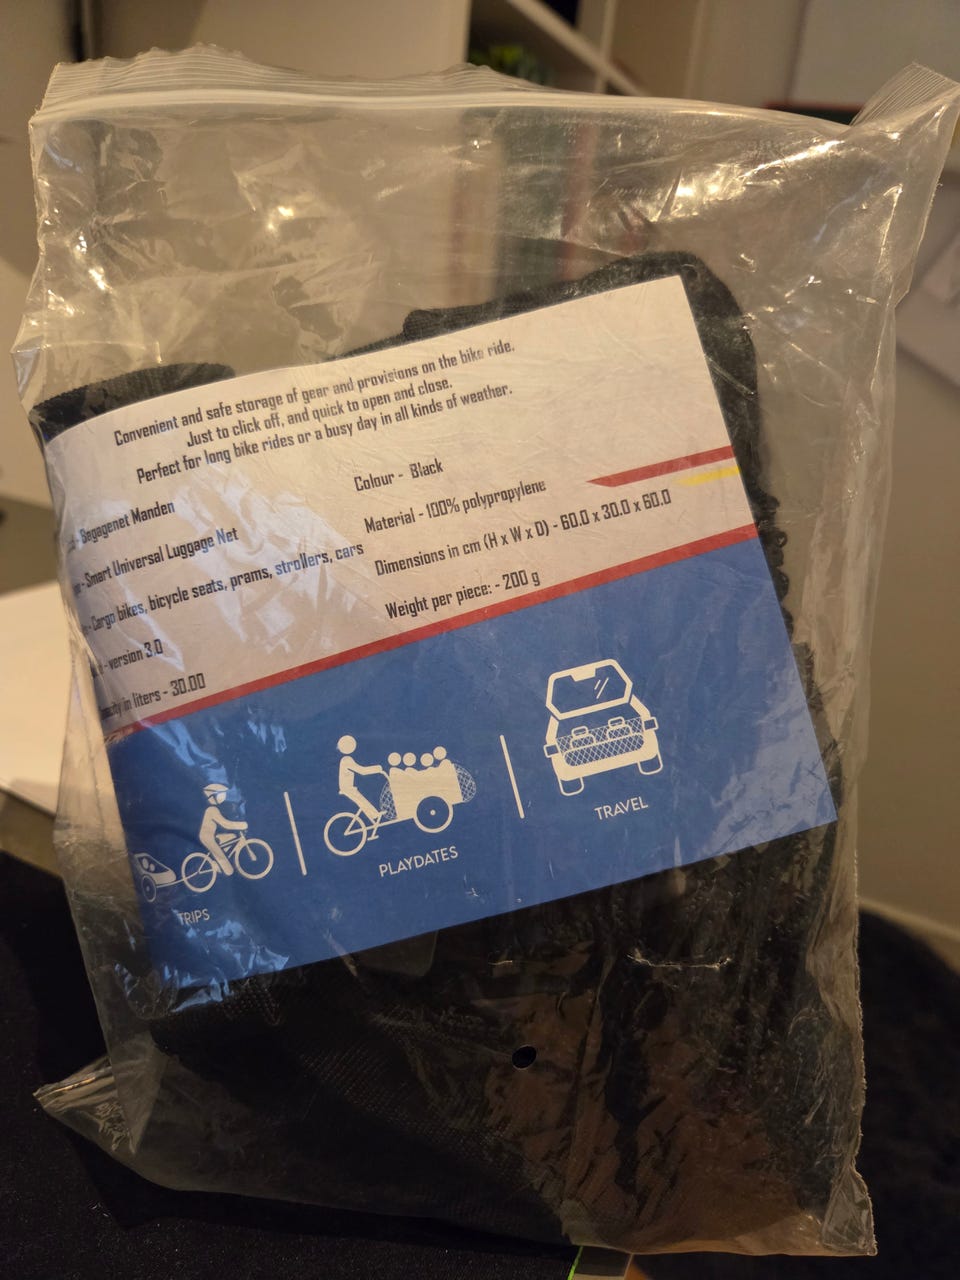 Convenient and safe storage of gear and provisions on the bike ride.
Just to click off, and quick to open and close.
Perfect for long bike rides or a busy day in all kinds of weather.
- Bagagenet Manden
- Smart Universal Luggage Net
- Cargo bikes, bicycle seats, prams, strollers, cars
- version 3.0
in liters - 30.00
Colour - Black
Material - 100% polypropylene
Dimensions in cm (H x W x D) - 60.0 x 30.0 x 60.0
Weight per piece: - 200 g
TRIPS
PLAYDATES
TRAVEL